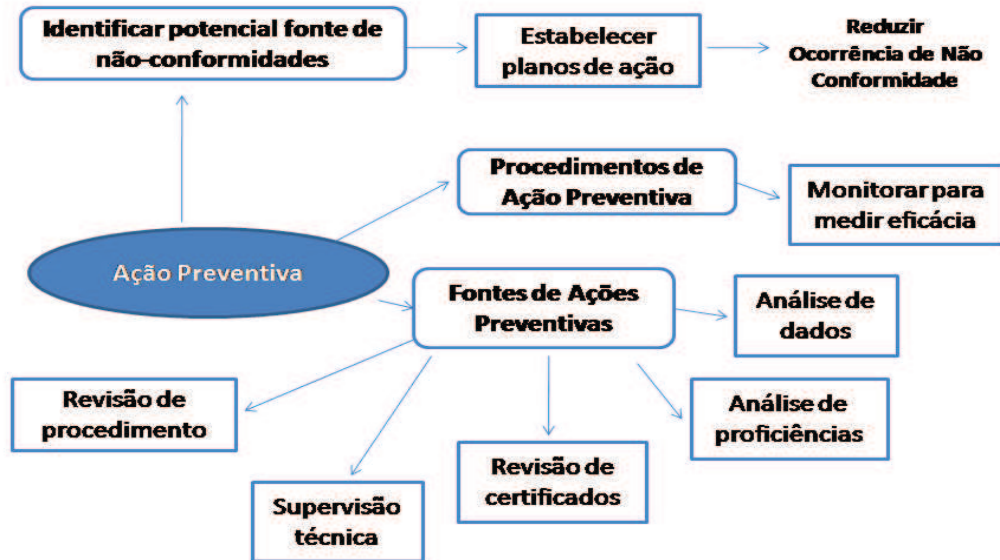 Identificar potencial fonte de
não-conformidades
Estabelecer
planos de ação
Reduzir
Ocorrência de Não
Conformidade
Procedimentos de
Ação Preventiva
Monitorar para
medir eficácia
Ação Preventiva
Fontes de Ações
Preventivas
Análise de
dados
Revisão de
procedimento
Análise de
proficiências
Supervisão
técnica
Revisão de
certificados